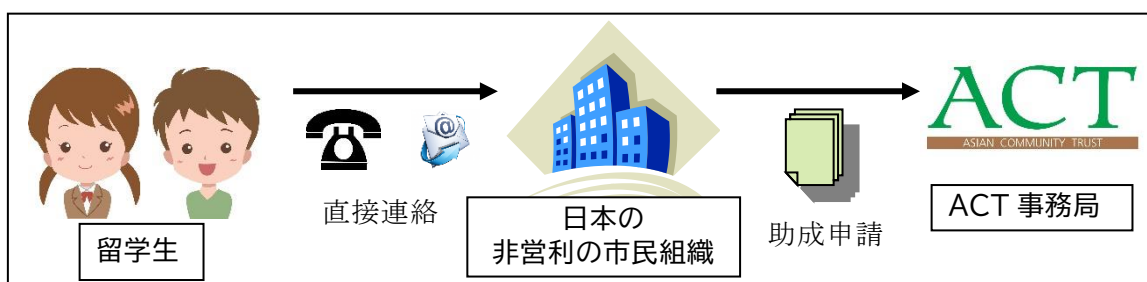 留学生
直接連絡
日本の
非営利の市民組織
助成申請
ACT
ASIAN COMMUNITY TRUST
ACT 事務局
@